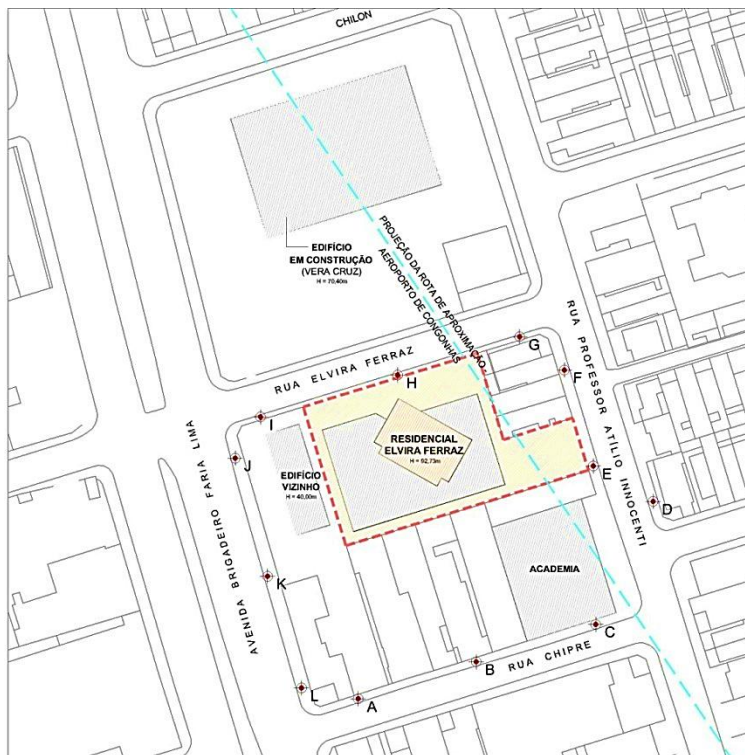 CHILON
EDIFÍCIO
EM CONSTRUÇÃO
(VERA CRUZ)
H = 70,40m
PROJEÇÃO DA ROTA DE APROXIMAÇÃO
AEROPORTO DE CONGONHAS
RUA ELVIRA FERRAZ
RUA PROFESSOR ATÍLIO INNOCENTI
G
F
H
I
J
AVENIDA BRIGADEIRO FARIA LIMA
EDIFÍCIO
VIZINHO
H = 40,00m
RESIDENCIAL
ELVIRA FERRAZ
H = 92,73m
E
D
ACADEMIA
K
C
RUA CHIPRE
B
L
A